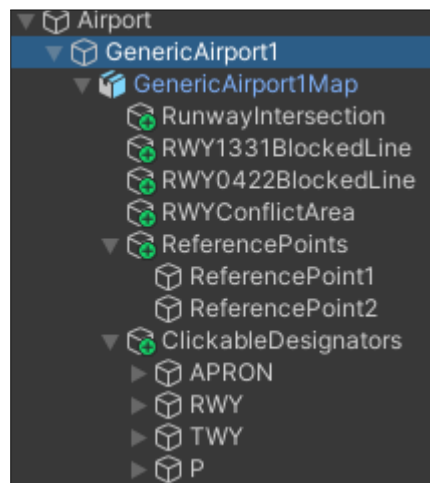 Airport
GenericAirport1
GenericAirport1Map
RunwayIntersection
RWY1331BlockedLine
RWY0422BlockedLine
RWYConflictArea
ReferencePoints
ReferencePoint1
ReferencePoint2
ClickableDesignators
APRON
RWY
TWY
P